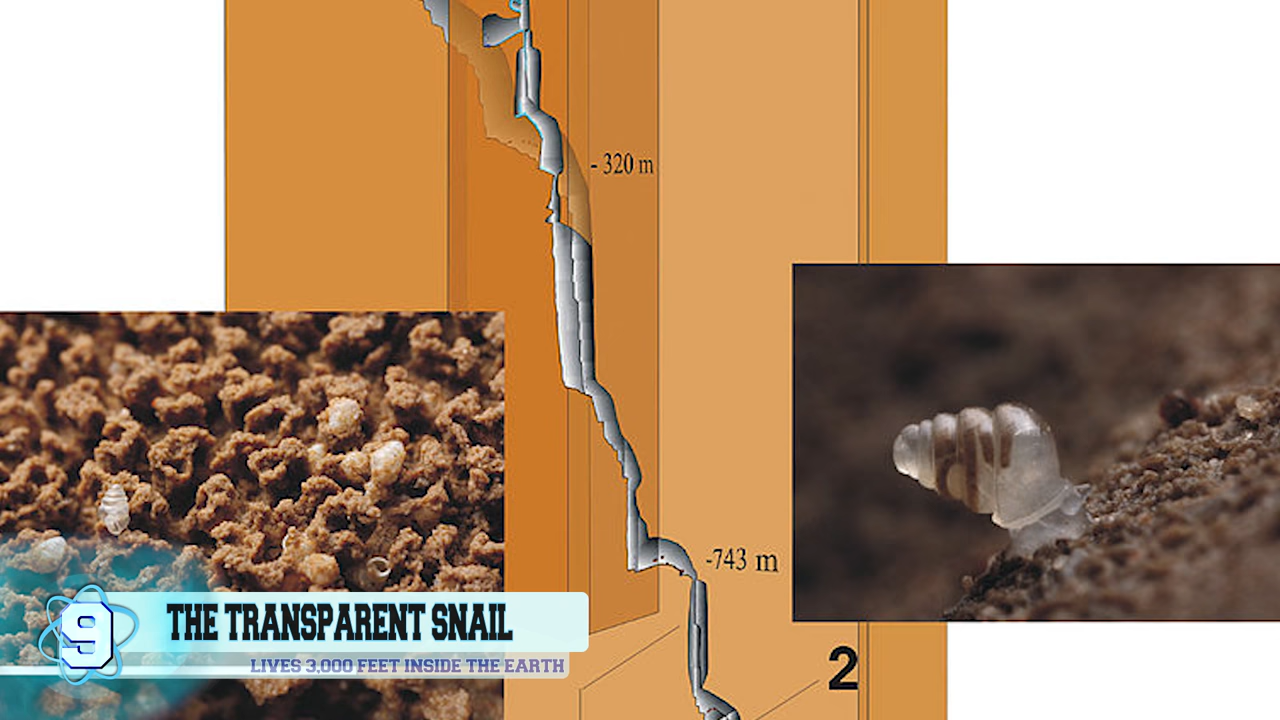 - 320 m
-743 m
2
9
THE TRANSPARENT SNAIL
LIVES 3,000 FEET INSIDE THE EARTH